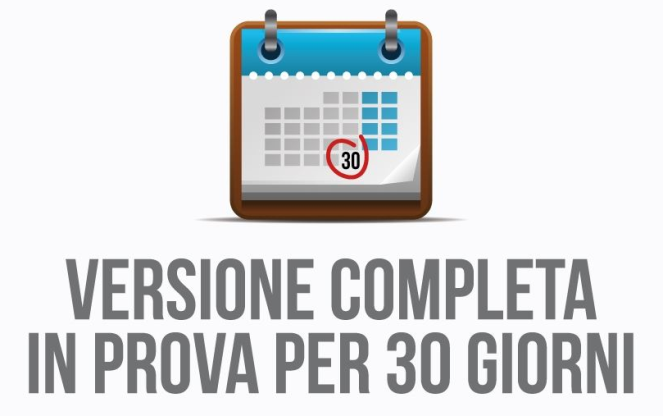 30
VERSIONE COMPLETA
IN PROVA PER 30 GIORNI